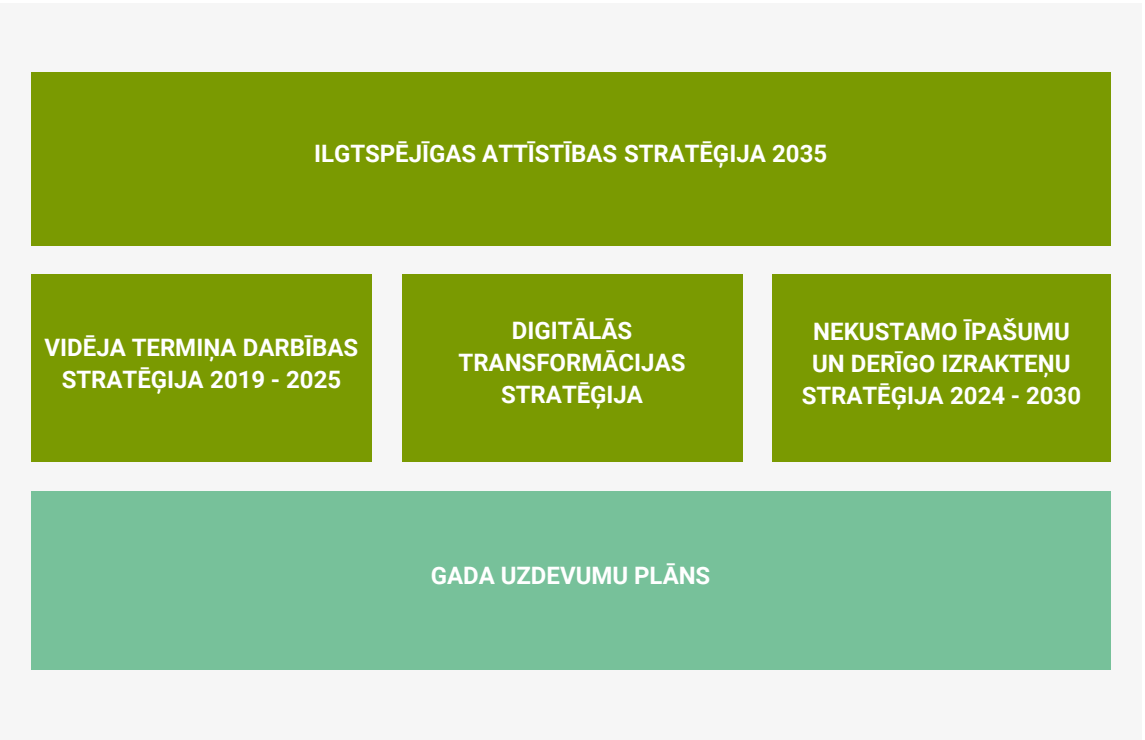 ILGTSPĒJĪGAS ATTĪSTĪBAS STRATĒĢIJA 2035
VIDĒJA TERMIŅA DARBĪBAS
STRATĒĢIJA 2019 - 2025
DIGITĀLĀS
TRANSFORMĀCIJAS
STRATĒĢIJA
NEKUSTAMO ĪPAŠUMU
UN DERĪGO IZRAKTEŅU
STRATĒĢIJA 2024 - 2030
GADA UZDEVUMU PLĀNS